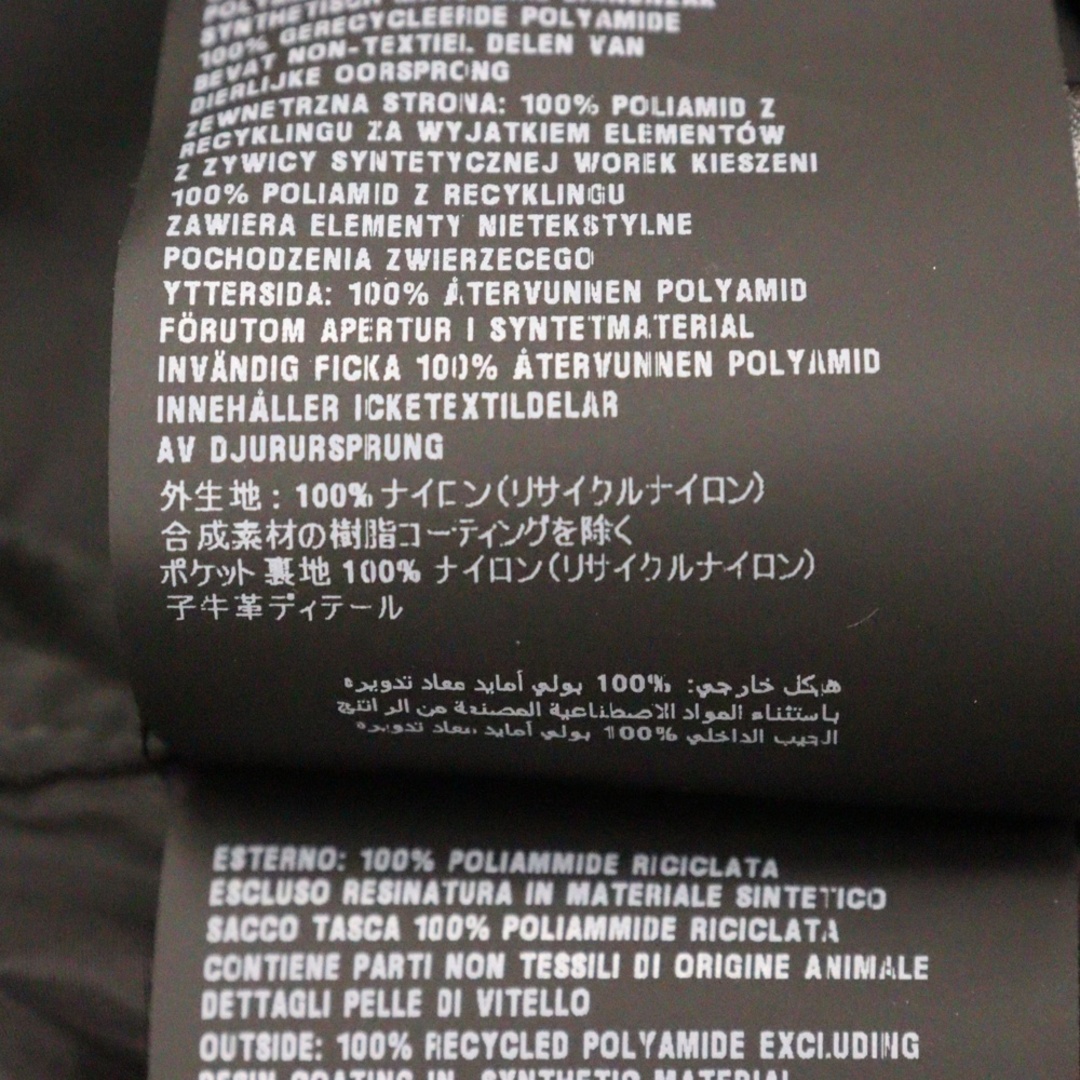 SYNTHETISCH
100% GERECYCLEERDE POLYAMIDE
BEVAT NON-TEXTIEL DELEN VAN
DIERLIJKE OORSPRONG
ZEWNETRZNA STRONA: 100% POLIAMID Z
RECYKLINGU ZA WYJATKIEM ELEMENTÓW
Z ZYWICY SYNTETYCZNEJ WOREK KIESZENI
100% POLIAMID Z RECYKLINGU
ZAWIERA ELEMENTY NIETEKSTYLNE
POCHODZENIA ZWIERZECEGO
YTTERSIDA: 100% ÅTERVUNNEN POLYAMID
FÖRUTOM APERTUR I SYNTETMATERIAL
INVÄNDIG FICKA 100% ÅTERVUNNEN POLYAMID
INNEHÅLLER ICKETEXTILDELAR
AV DJURURSPRUNG
外生地: 100% ナイロン(リサイクルナイロン)
合成素材の樹脂コーティングを除く
ポケット裏地 100% ナイロン(リサイクルナイロン)
子牛革ディテール
هيكل خارجي: %100 بولي أمايد معاد تدويره
باستثناء المواد الاصطناعية المصنعة من الراتنج
الجيب الداخلي %100 بولي أمايد معاد تدويره
ESTERNO: 100% POLIAMMIDE RICICLATA
ESCLUSO RESINATURA IN MATERIALE SINTETICO
SACCO TASCA 100% POLIAMMIDE RICICLATA
CONTIENE PARTI NON TESSILI DI ORIGINE ANIMALE
DETTAGLI PELLE DI VITELLO
OUTSIDE: 100% RECYCLED POLYAMIDE EXCLUDING
RESIN COATING IN SYNTHETIC MATERIAL